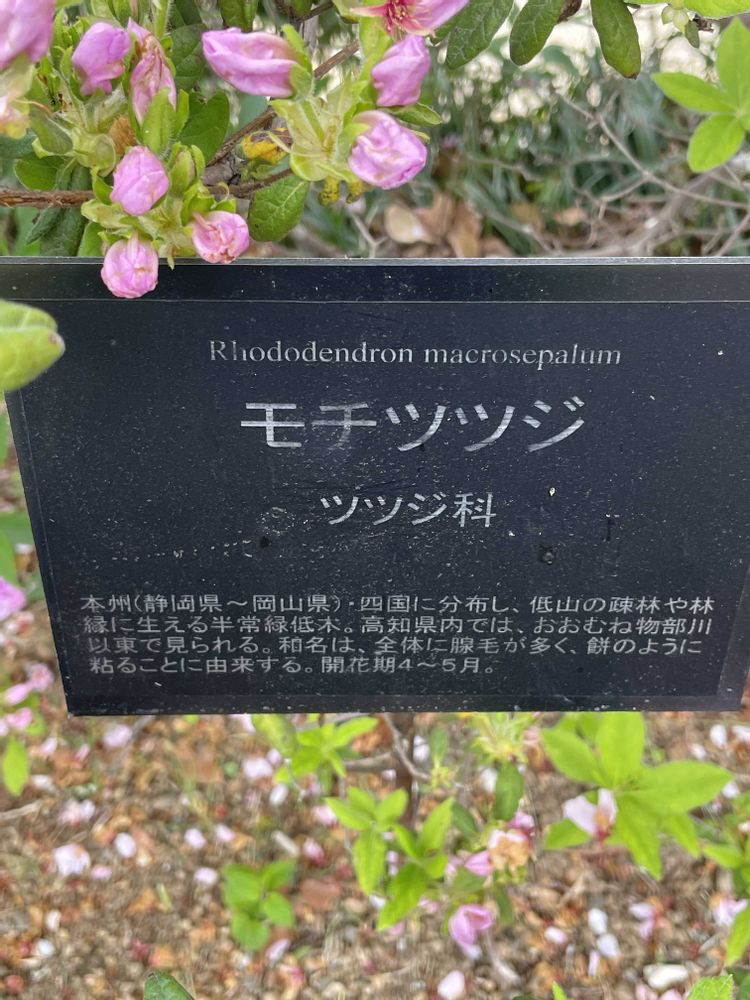 Rhododendron macrosepalum
モチツツジ
ツツジ科
本州(静岡県～岡山県)・四国に分布し、低山の疎林や林
縁に生える半常緑低木。高知県内では、おおむね物部川
以東で見られる。和名は、全体に腺毛が多く、餅のように
粘ることに由来する。開花期4～5月。